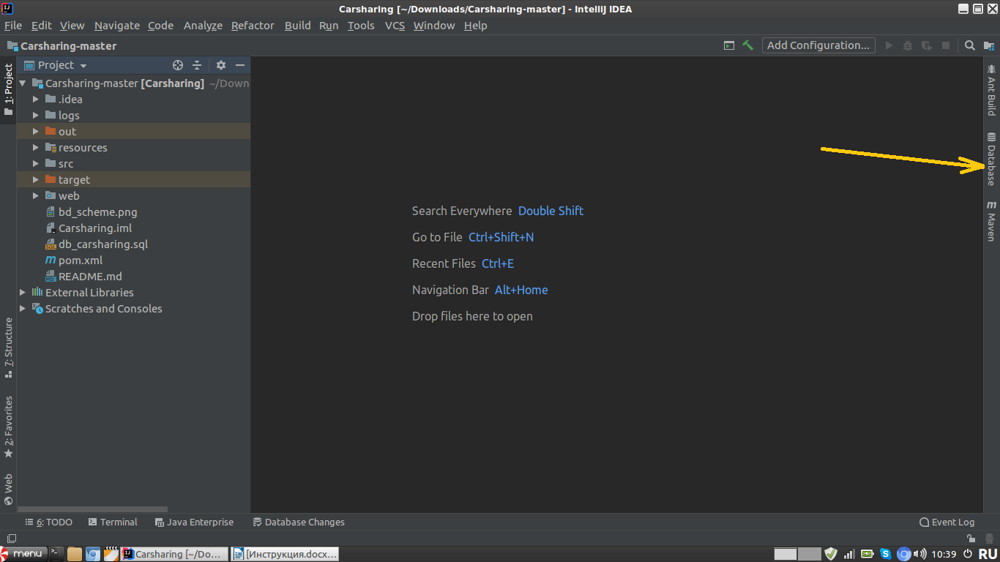 Carsharing [~/Downloads/Carsharing-master] - IntelliJ IDEA
File Edit View Navigate Code Analyze Refactor Build Run Tools VCS Window Help
Carsharing-master
Add Configuration...
1: Project
Project
Carsharing-master [Carsharing] ~/Down
.idea
logs
out
resources
src
target
web
bd_scheme.png
Carsharing.iml
db_carsharing.sql
pom.xml
README.md
External Libraries
Scratches and Consoles
7: Structure
2: Favorites
Web
Search Everywhere Double Shift
Go to File Ctrl+Shift+N
Recent Files Ctrl+E
Navigation Bar Alt+Home
Drop files here to open
Ant Build
Database
Maven
6: TODO Terminal Java Enterprise Database Changes Event Log
menu Carsharing [~/Do... [Инструкция.docx... 10:39 RU